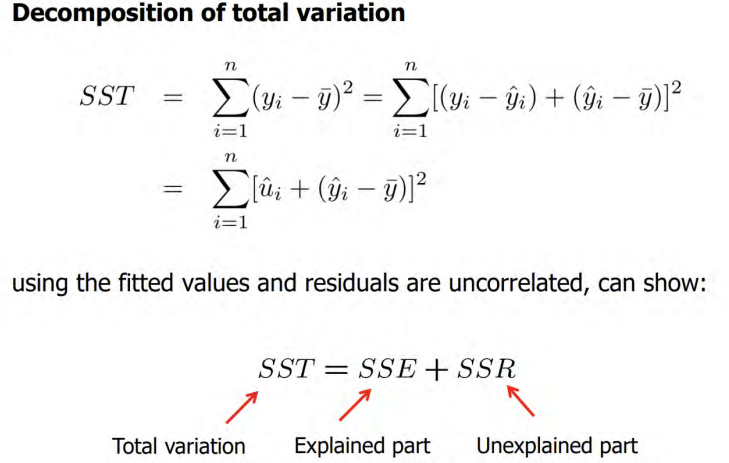 Decomposition of total variation
SST = \sum_{i=1}^{n} (y_i − \bar{y})^2 = \sum_{i=1}^{n} [(y_i − \hat{y}_i) + (\hat{y}_i − \bar{y})]^2
= \sum_{i=1}^{n} [\hat{u}_i + (\hat{y}_i − \bar{y})]^2
using the fitted values and residuals are uncorrelated, can show:
SST = SSE + SSR
Total variation Explained part Unexplained part